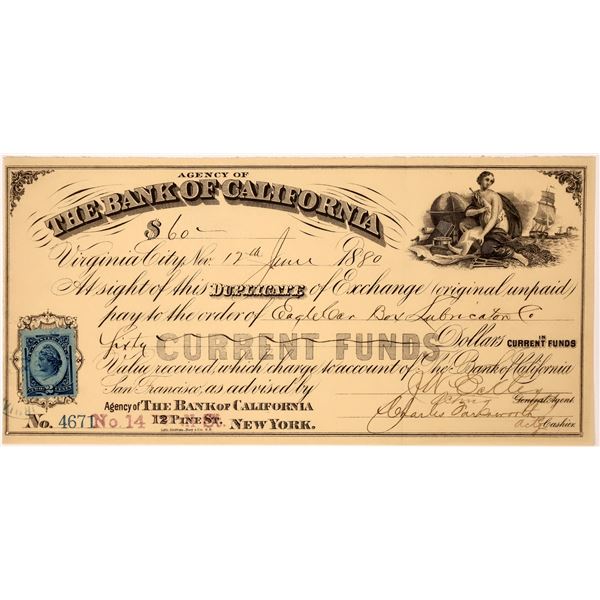 AGENCY OF
THE BANK OF CALIFORNIA
$ 60
Virginia City, Nev. 12th June 1880
At sight of this DUPLICATE of Exchange (original unpaid)
pay to the order of Eagle Car Box Lubricator Co
Sixty Dollars IN CURRENT FUNDS
CURRENT FUNDS
Value received, which charge to account of The Bank of California
San Francisco, as advised by
Agency of THE BANK OF CALIFORNIA
General Agent.
12 PINE ST. NEW YORK.
Charles Farnsworth
Actg Cashier.
No. 4671 No. 14
2